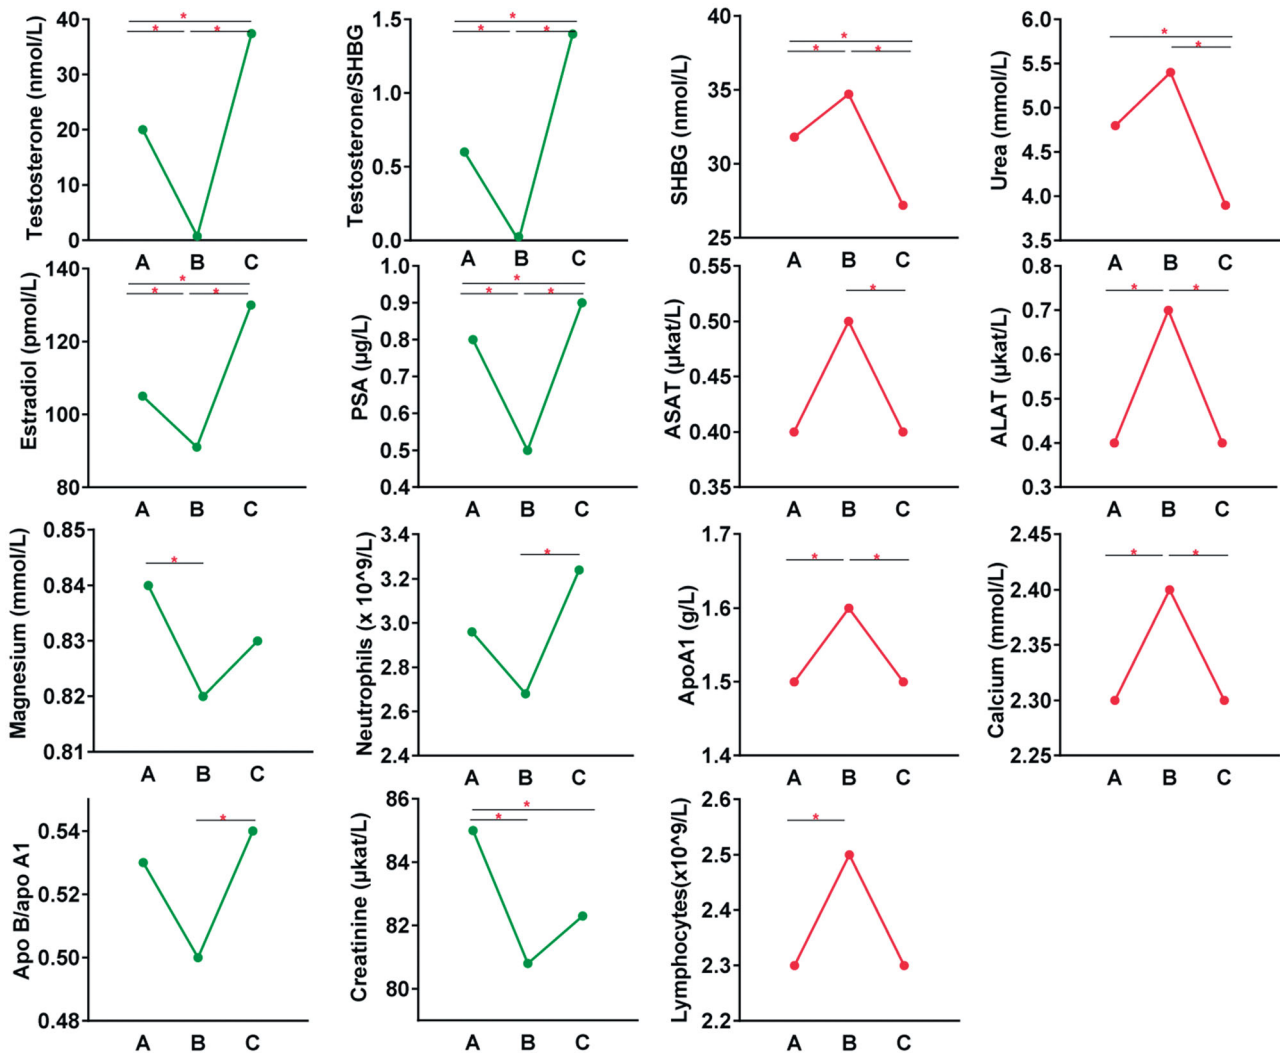 Testosterone (nmol/L)
40
30
20
10
0
* * *
A B C
Testosterone/SHBG
1.5
1.0
0.5
0.0
* * *
A B C
SHBG (nmol/L)
40
35
30
25
* * *
A B C
Urea (mmol/L)
6.0
5.5
5.0
4.5
4.0
3.5
* *
A B C
Estradiol (pmol/L)
140
120
100
80
* * *
A B C
PSA (µg/L)
1.0
0.9
0.8
0.7
0.6
0.5
0.4
* * *
A B C
ASAT (µkat/L)
0.55
0.50
0.45
0.40
0.35
*
A B C
ALAT (µkat/L)
0.8
0.7
0.6
0.5
0.4
0.3
* *
A B C
Magnesium (mmol/L)
0.85
0.84
0.83
0.82
0.81
*
A B C
Neutrophils (x 10^9/L)
3.4
3.2
3.0
2.8
2.6
2.4
*
A B C
ApoA1 (g/L)
1.7
1.6
1.5
1.4
* *
A B C
Calcium (mmol/L)
2.45
2.40
2.35
2.30
2.25
* *
A B C
Apo B/apo A1
0.54
0.52
0.50
0.48
*
A B C
Creatinine (µkat/L)
86
84
82
80
* *
A B C
Lymphocytes(x10^9/L)
2.6
2.5
2.4
2.3
2.2
*
A B C